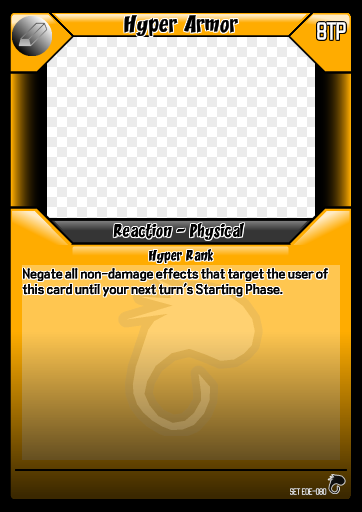 Hyper Armor
8TP
Reaction - Physical
Hyper Rank
Negate all non-damage effects that target the user of
this card until your next turn's Starting Phase.
SET EOE-080